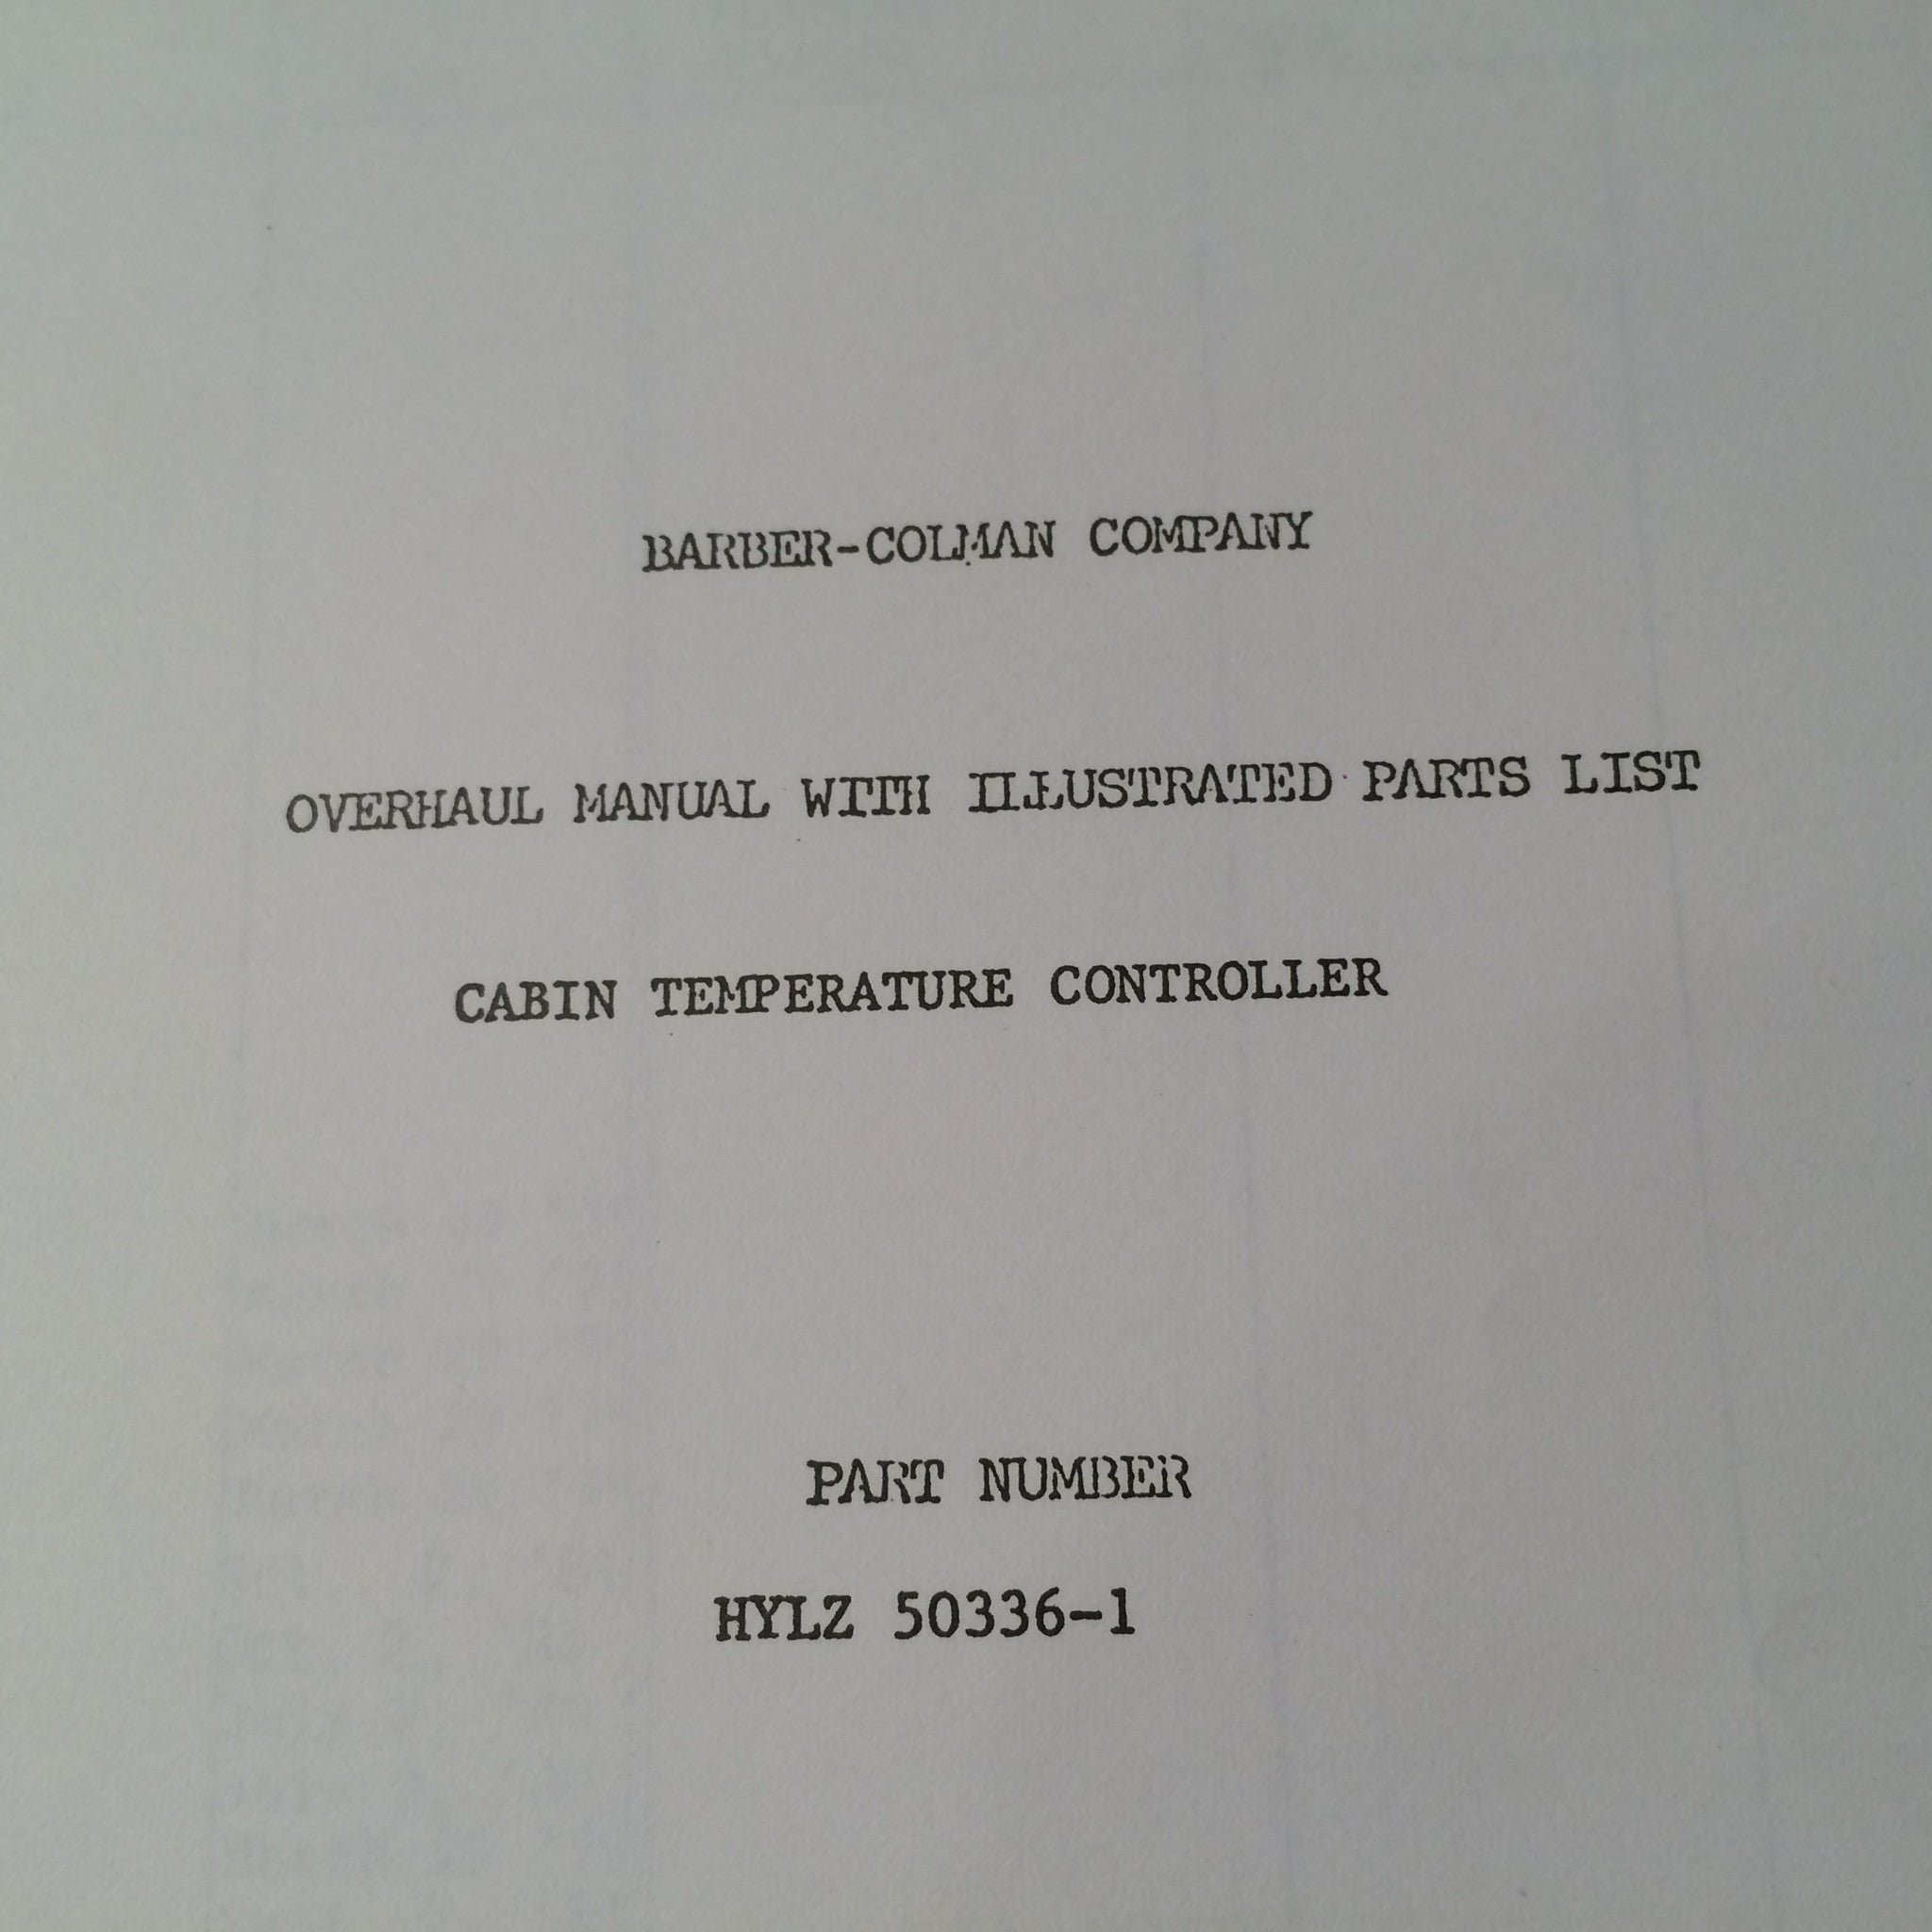 BARBER-COLMAN COMPANY
OVERHAUL MANUAL WITH ILLUSTRATED PARTS LIST
CABIN TEMPERATURE CONTROLLER
PART NUMBER
HYLZ 50336-1